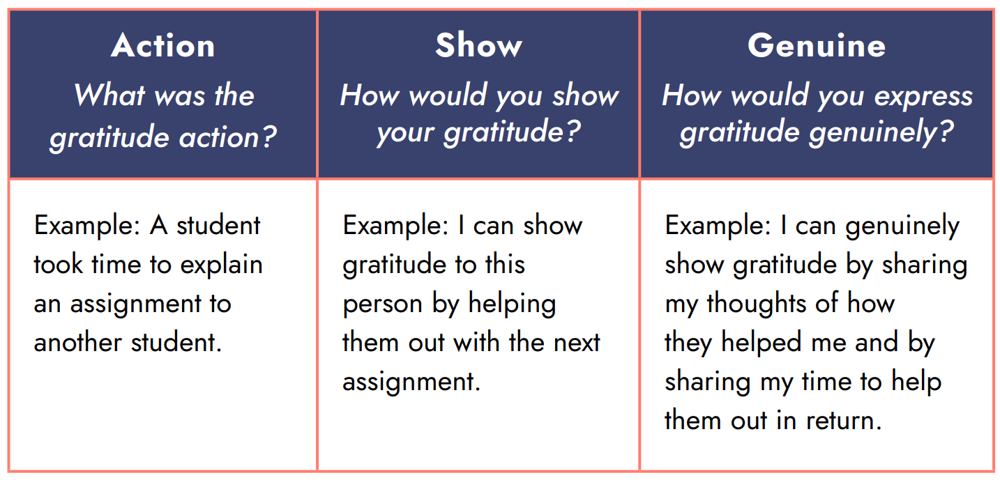 Action
What was the
gratitude action?
Show
How would you show
your gratitude?
Genuine
How would you express
gratitude genuinely?
Example: A student
took time to explain
an assignment to
another student.
Example: I can show
gratitude to this
person by helping
them out with the next
assignment.
Example: I can genuinely
show gratitude by sharing
my thoughts of how
they helped me and by
sharing my time to help
them out in return.